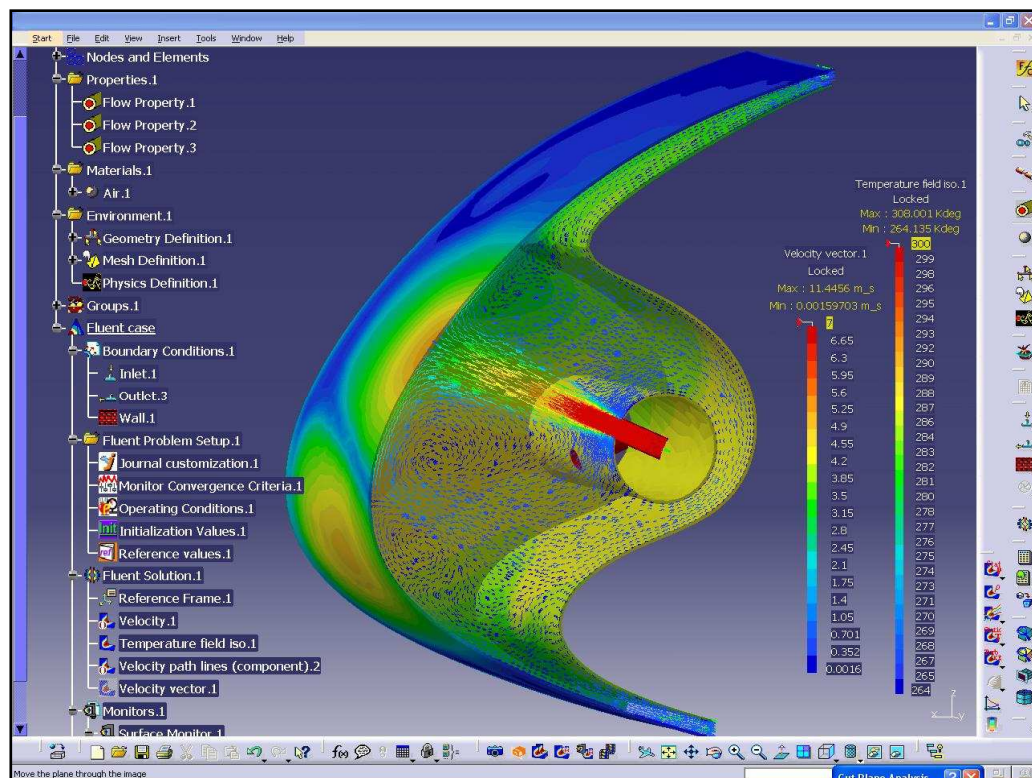 Start File Edit View Insert Tools Window Help
Nodes and Elements
Properties.1
Flow Property.1
Flow Property.2
Flow Property.3
Materials.1
Air.1
Environment.1
Geometry Definition.1
Mesh Definition.1
Physics Definition.1
Groups.1
Fluent case
Boundary Conditions.1
Inlet.1
Outlet.3
Wall.1
Fluent Problem Setup.1
Journal customization.1
Monitor Convergence Criteria.1
Operating Conditions.1
Initialization Values.1
Reference values.1
Fluent Solution.1
Reference Frame.1
Velocity.1
Temperature field iso.1
Velocity path lines (component).2
Velocity vector.1
Monitors.1
Surface Monitor.1
Velocity vector.1
Locked
Max : 11.4456 m_s
Min : 0.00159703 m_s
7
6.65
6.3
5.95
5.6
5.25
4.9
4.55
4.2
3.85
3.5
3.15
2.8
2.45
2.1
1.75
1.4
1.05
0.701
0.352
0.0016
Temperature field iso.1
Locked
Max : 308.001 Kdeg
Min : 264.135 Kdeg
300
299
298
296
295
294
293
292
290
289
288
287
286
284
283
282
281
280
278
277
276
275
274
273
271
270
269
268
267
265
264
z
x y
f(x)
Move the plane through the image
Cut Plane Analysis